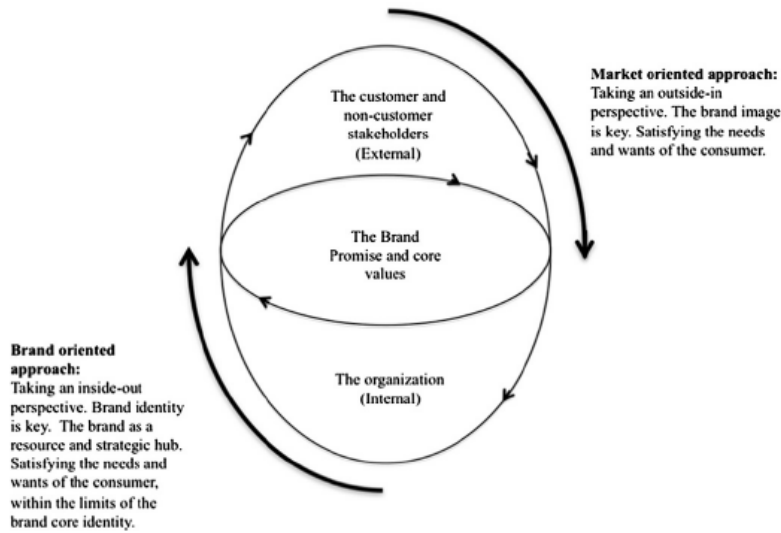 The customer and
non-customer
stakeholders
(External)
Market oriented approach:
Taking an outside-in
perspective. The brand image
is key. Satisfying the needs
and wants of the consumer.
The Brand
Promise and core
values
Brand oriented
approach:
Taking an inside-out
perspective. Brand identity
is key. The brand as a
resource and strategic hub.
Satisfying the needs and
wants of the consumer,
within the limits of the
brand core identity.
The organization
(Internal)